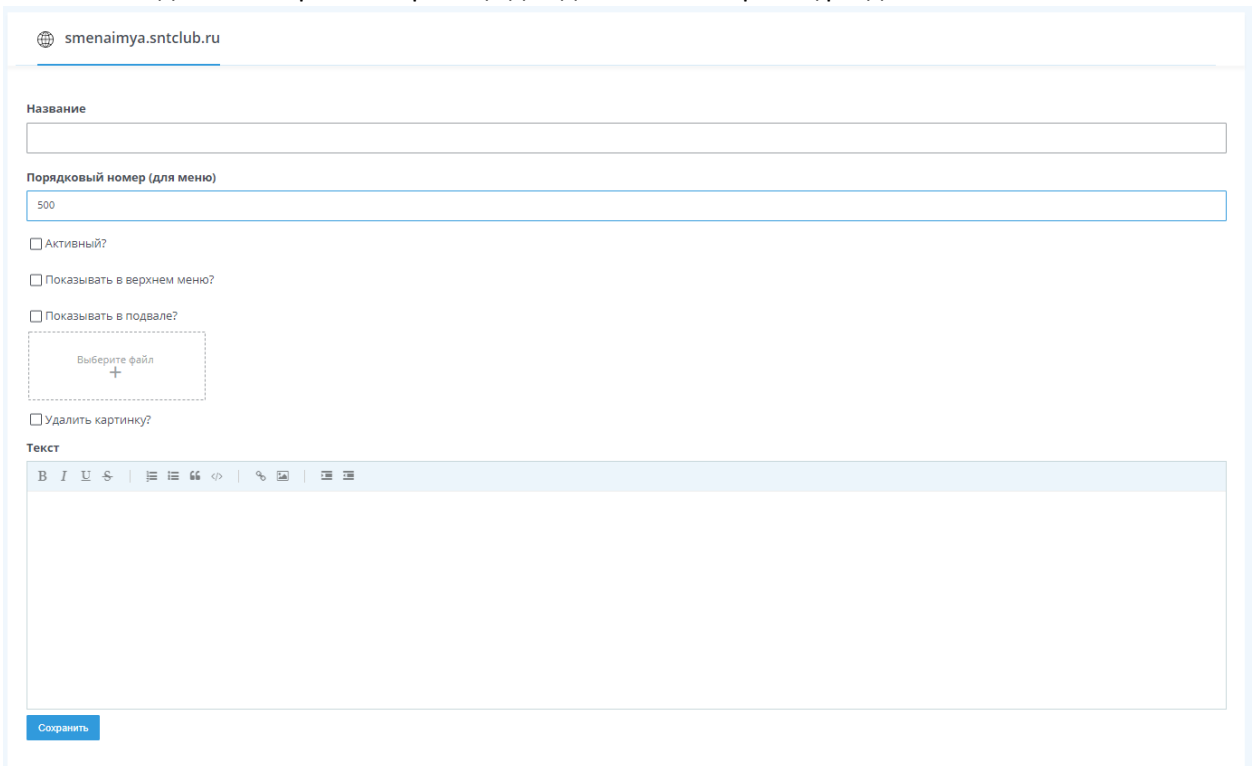 smenaimya.sntclub.ru
Название
Порядковый номер (для меню)
500
Активный?
Показывать в верхнем меню?
Показывать в подвале?
Выберите файл
+
Удалить картинку?
Текст
B I U S
Сохранить